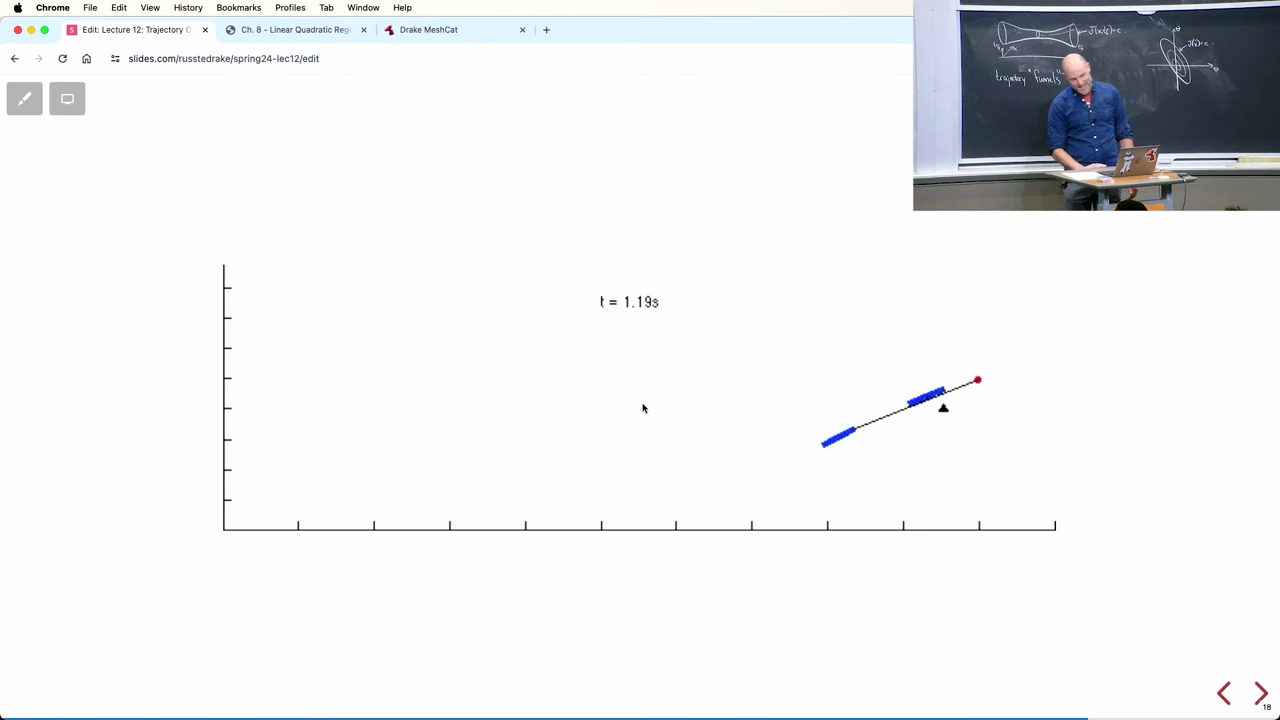 Chrome File Edit View History Bookmarks Profiles Tab Window Help
Edit: Lecture 12: Trajectory O
Ch. 8 - Linear Quadratic Reg
Drake MeshCat
slides.com/russtedrake/spring24-lec12/edit
trajectory "funnels"
t = 1.19s
18